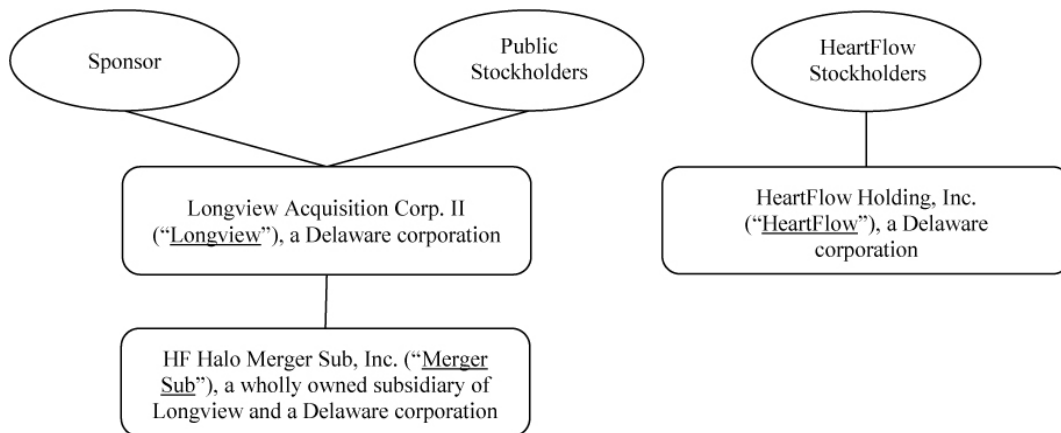 Sponsor
Public
Stockholders
HeartFlow
Stockholders
Longview Acquisition Corp. II
(“Longview”), a Delaware corporation
HeartFlow Holding, Inc.
(“HeartFlow”), a Delaware
corporation
HF Halo Merger Sub, Inc. (“Merger
Sub”), a wholly owned subsidiary of
Longview and a Delaware corporation